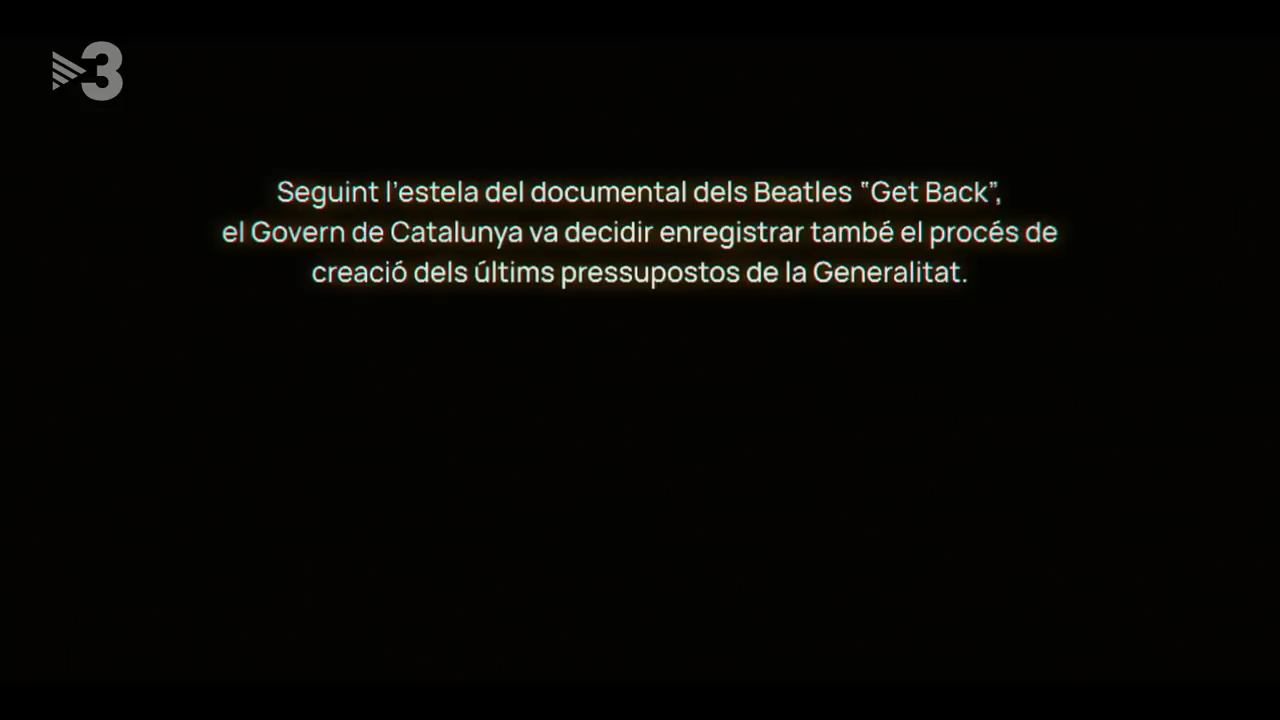 3
Seguint l'estela del documental dels Beatles "Get Back",
el Govern de Catalunya va decidir enregistrar també el procés de
creació dels últims pressupostos de la Generalitat.